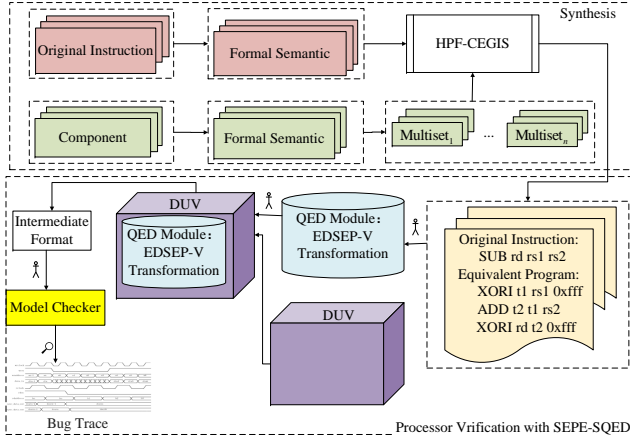 Synthesis
Original Instruction
Formal Semantic
HPF-CEGIS
Component
Formal Semantic
Multiset1
...
Multisetn
DUV
QED Module:
EDSEP-V
Transformation
QED Module:
EDSEP-V
Transformation
Intermediate
Format
Model Checker
Bug Trace
DUV
Original Instruction:
SUB rd rs1 rs2
Equivalent Program:
XORI t1 rs1 0xfff
ADD t2 t1 rs2
XORI rd t2 0xfff
Processor Vrification with SEPE-SQED